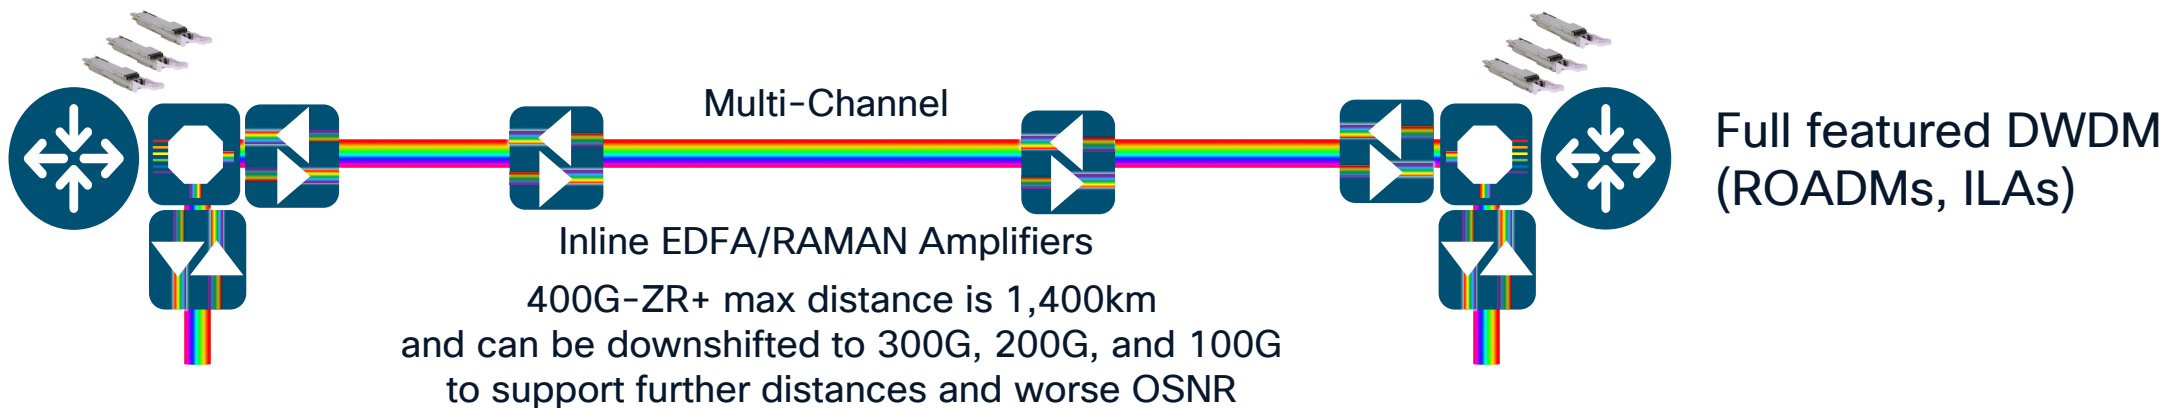 Multi-Channel
Full featured DWDM
(ROADMs, ILAs)
Inline EDFA/RAMAN Amplifiers
400G-ZR+ max distance is 1,400km
and can be downshifted to 300G, 200G, and 100G
to support further distances and worse OSNR